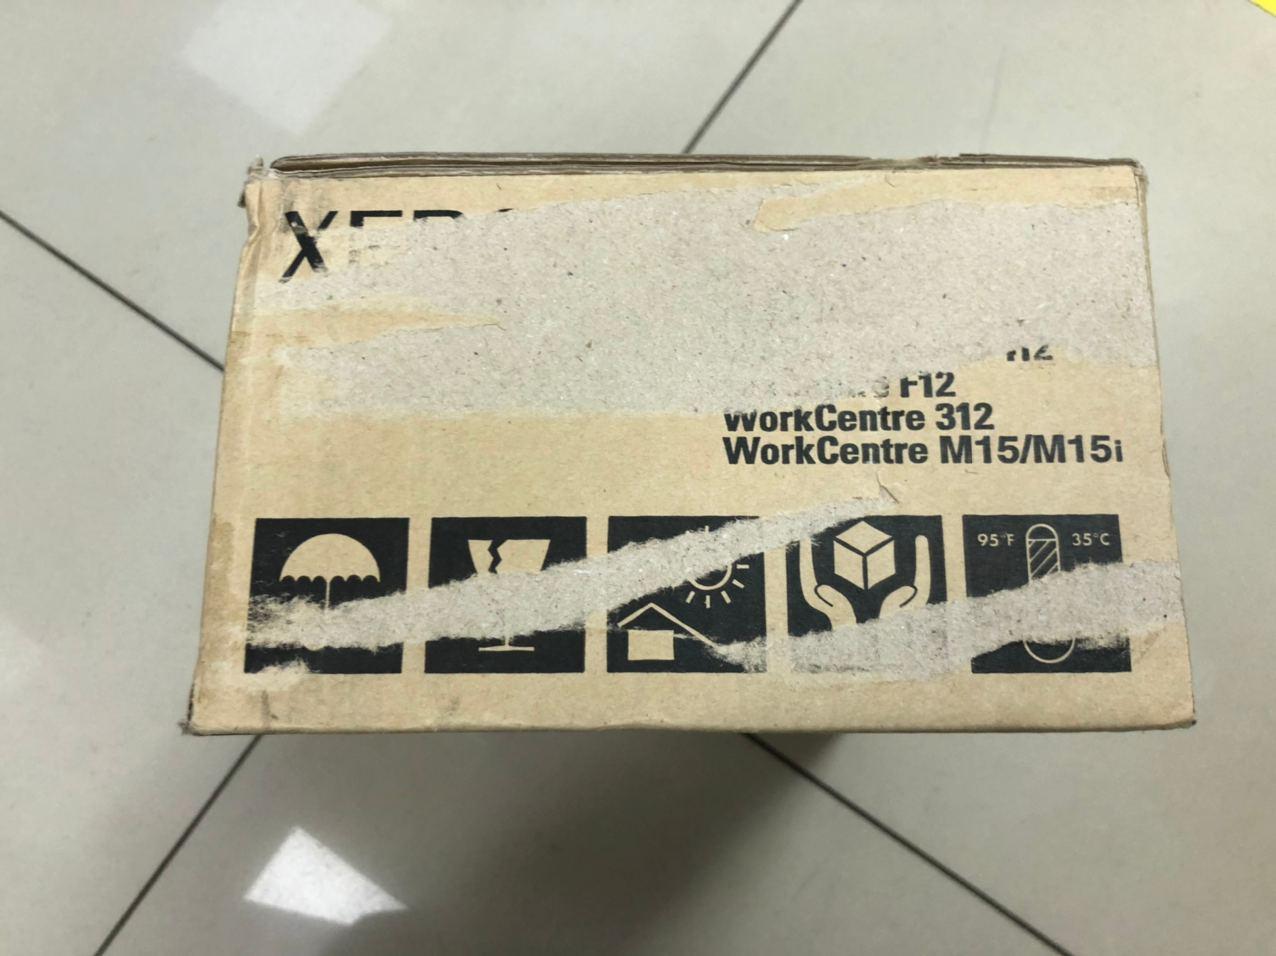 F12
WorkCentre 312
WorkCentre M15/M15i
95°F 35°C